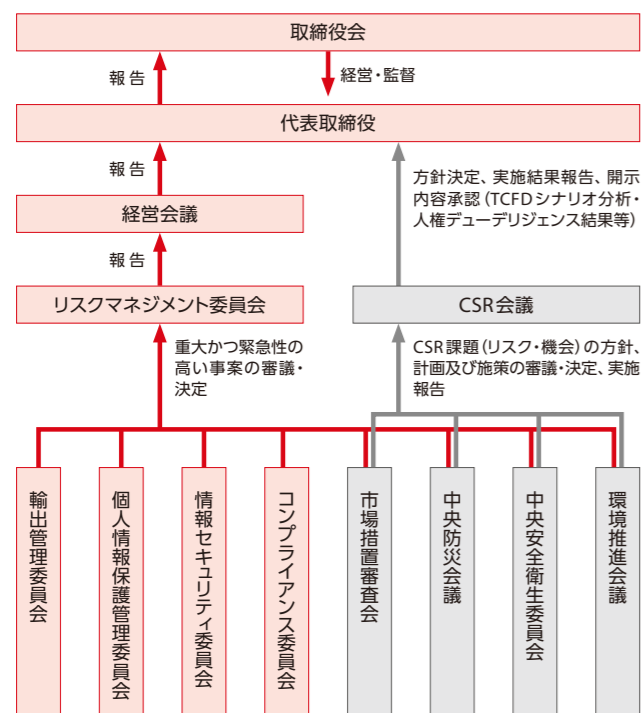 取締役会
報告
経営・監督
代表取締役
報告
方針決定、実施結果報告、開示
内容承認（TCFDシナリオ分析・
人権デューデリジェンス結果等）
経営会議
報告
リスクマネジメント委員会
CSR会議
重大かつ緊急性の
高い事案の審議・
決定
CSR課題（リスク・機会）の方針、
計画及び施策の審議・決定、実施
報告
輸出管理委員会
個人情報保護管理委員会
情報セキュリティ委員会
コンプライアンス委員会
市場措置審査会
中央防災会議
中央安全衛生委員会
環境推進会議